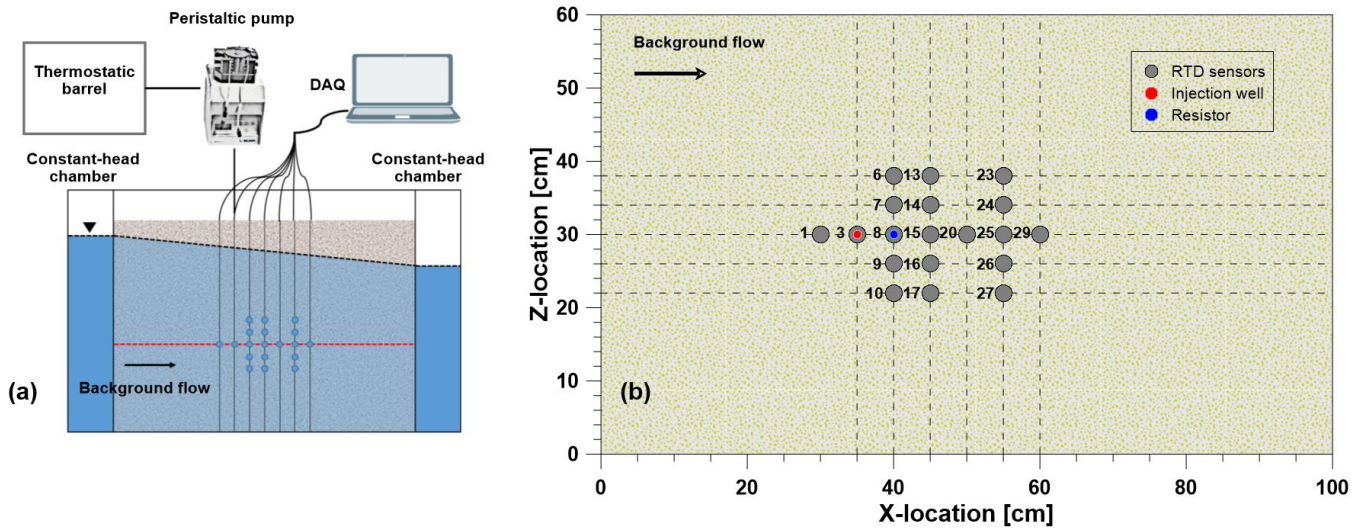 Peristaltic pump
Thermostatic
barrel
DAQ
Constant-head
chamber
Constant-head
chamber
Background flow
(a)
60
50
40
30
20
10
0
Z-location [cm]
Background flow
RTD sensors
Injection well
Resistor
6 13 23
7 14 24
1 3 8 15 20 25 29
9 16 26
10 17 27
(b)
0 20 40 60 80 100
X-location [cm]